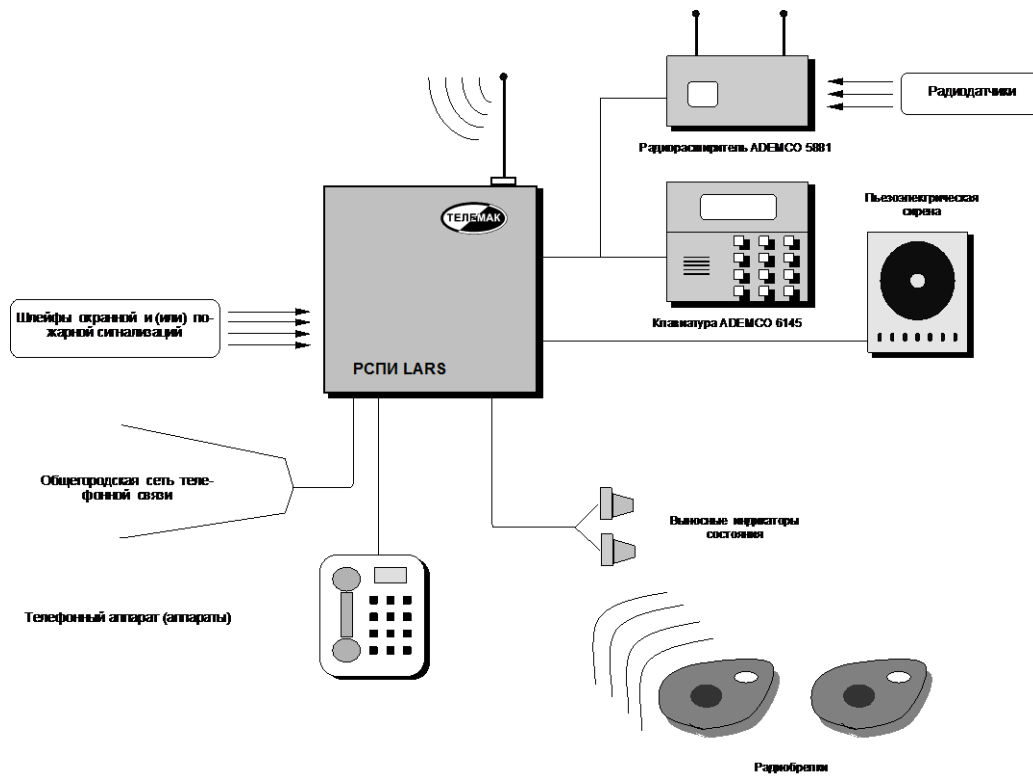 Радиодатчики
Радиорасширитель ADEMCO 5881
ТЕЛЕМАК
Пьезоэлектрическая
сирена
Шлейфы охранной и (или) по-
жарной сигнализаций
Клавиатура ADEMCO 6145
РСПИ LARS
Общегородская сеть теле-
фонной связи
Выносные индикаторы
состояния
Телефонный аппарат (аппараты)
Радиобрелки